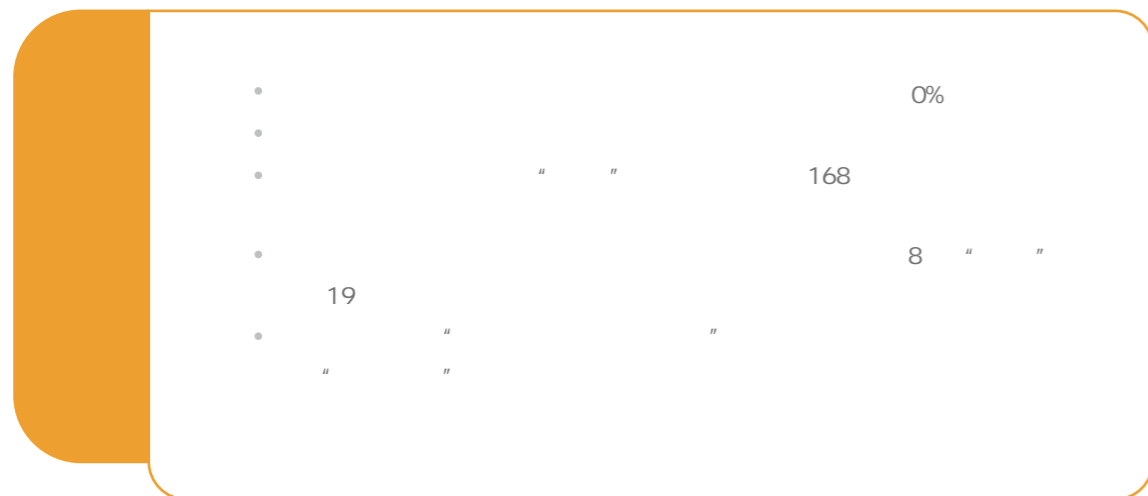 • 0%
•
• “ ” 168
• 8 “ ”
19
• “ ”
“ ”